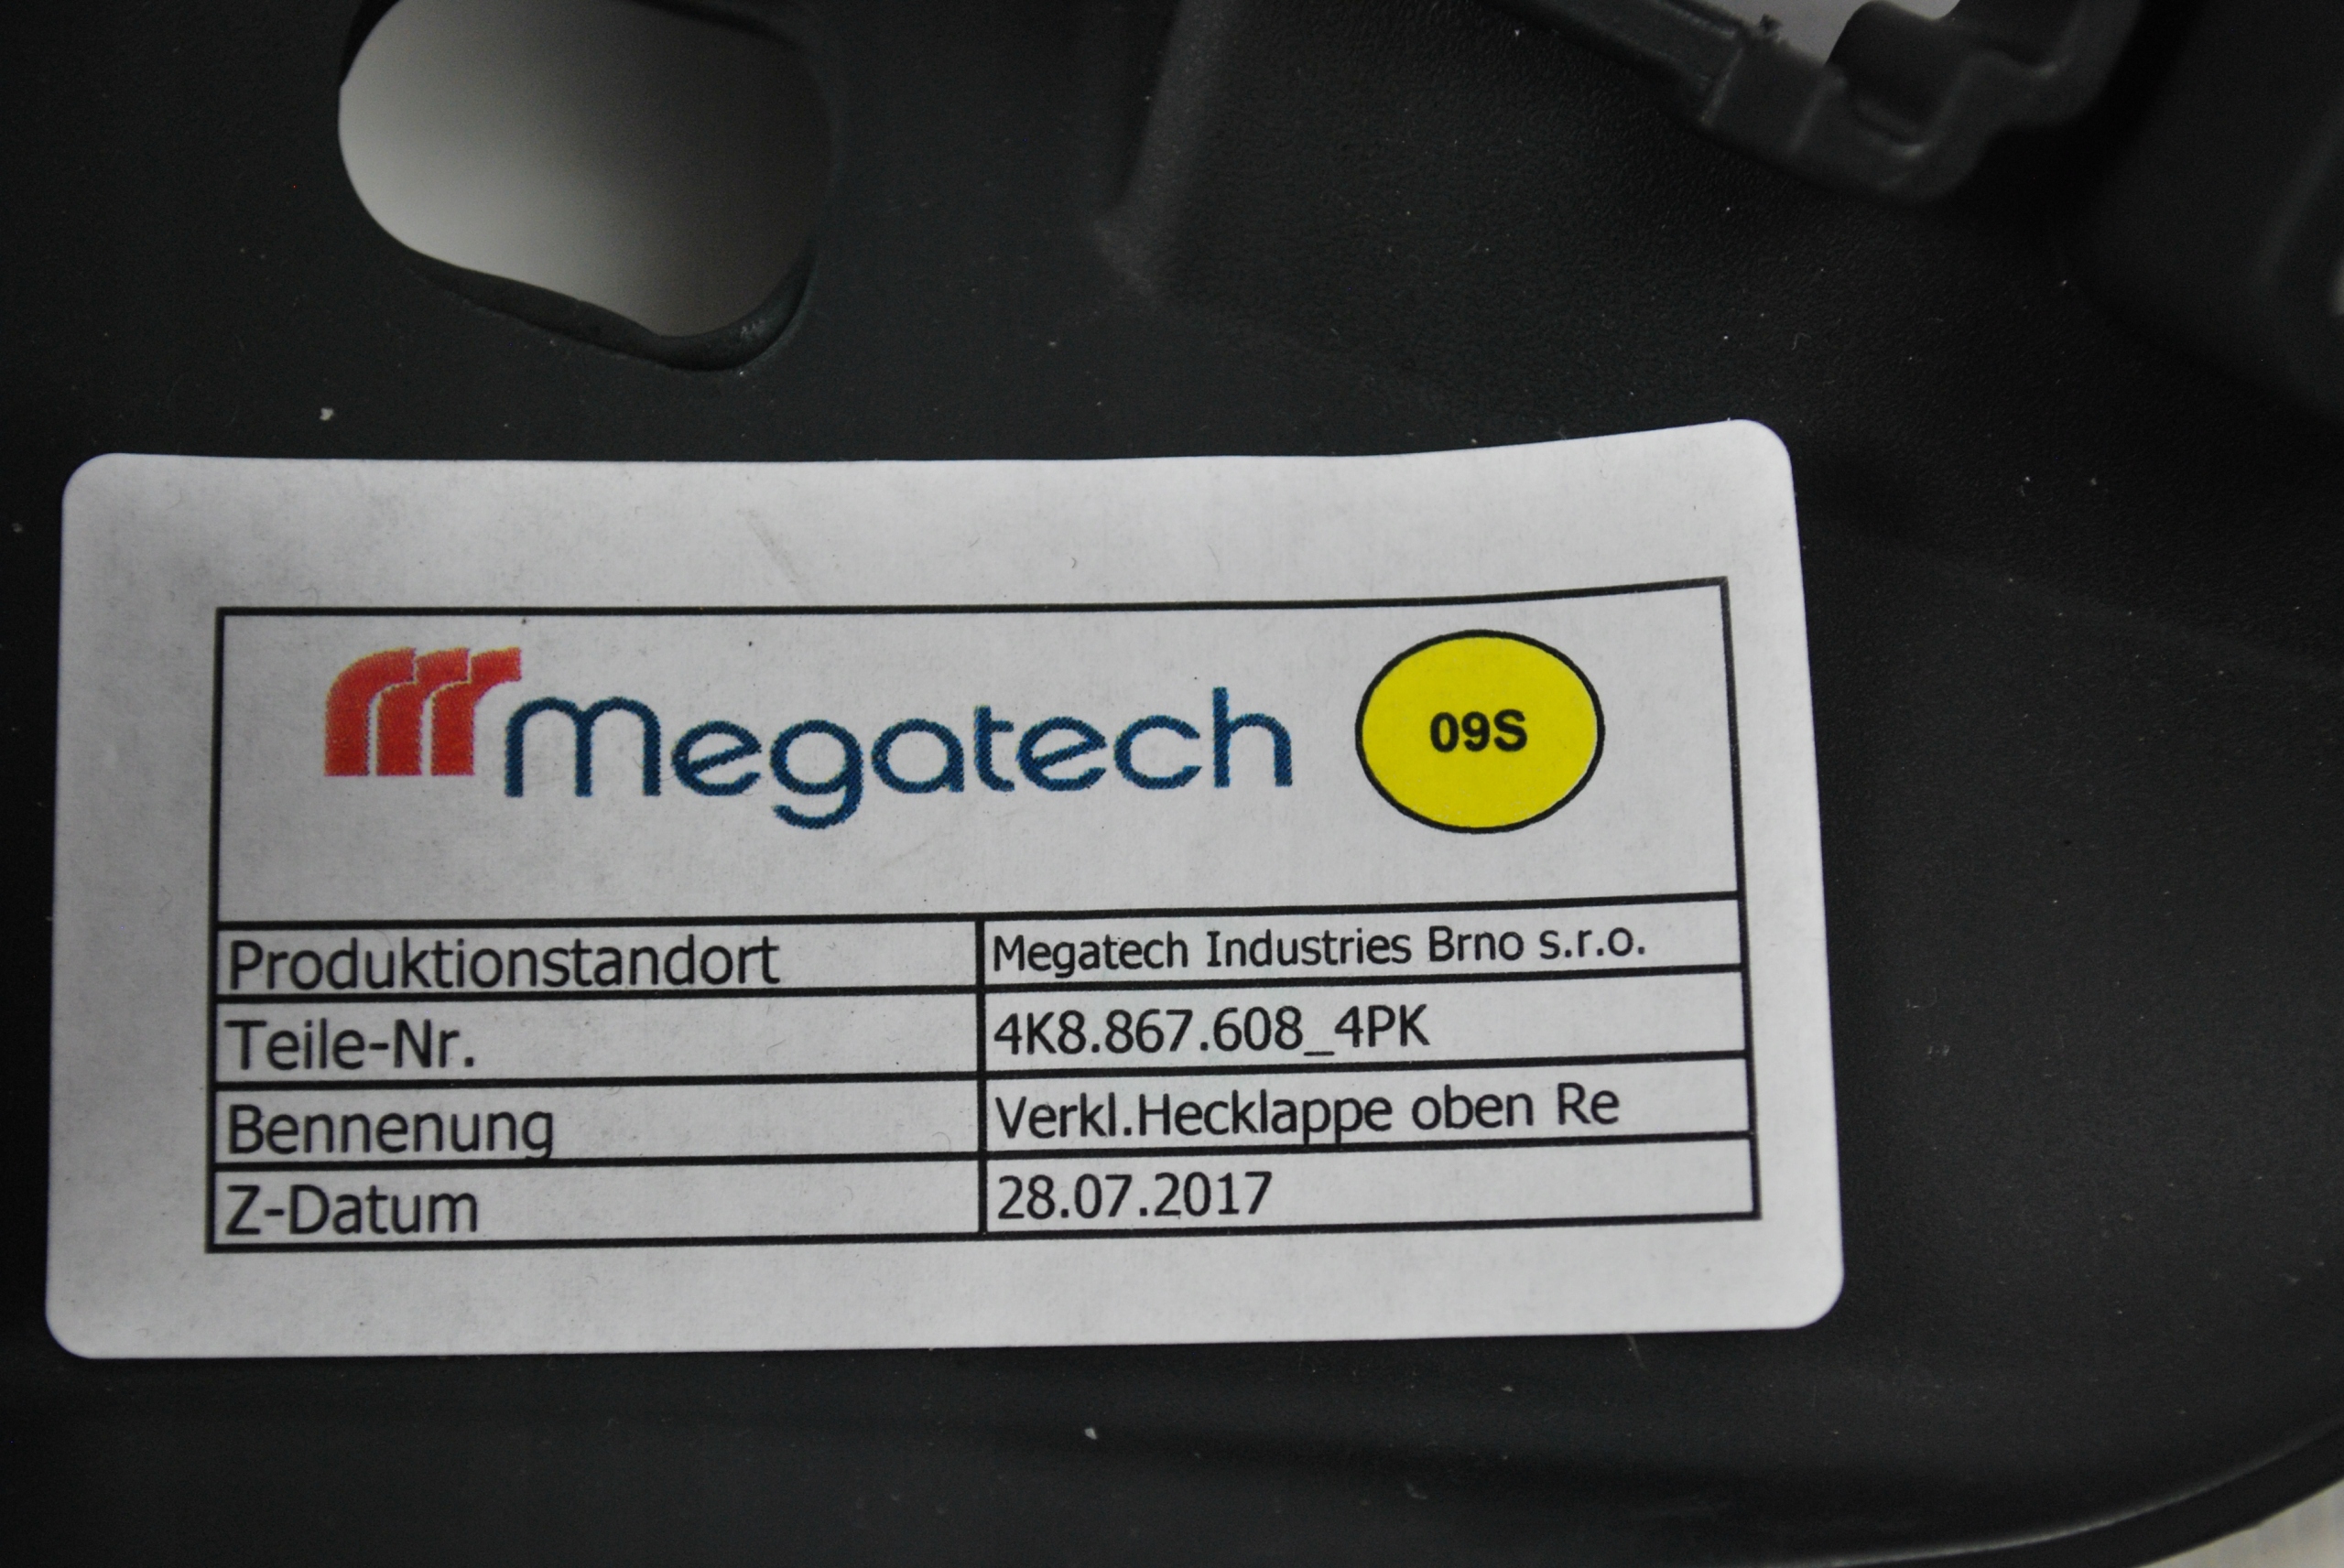 megatech 09S
Produktionstandort Megatech Industries Brno s.r.o.
Teile-Nr. 4K8.867.608_4PK
Bennenung Verkl.Hecklappe oben Re
Z-Datum 28.07.2017